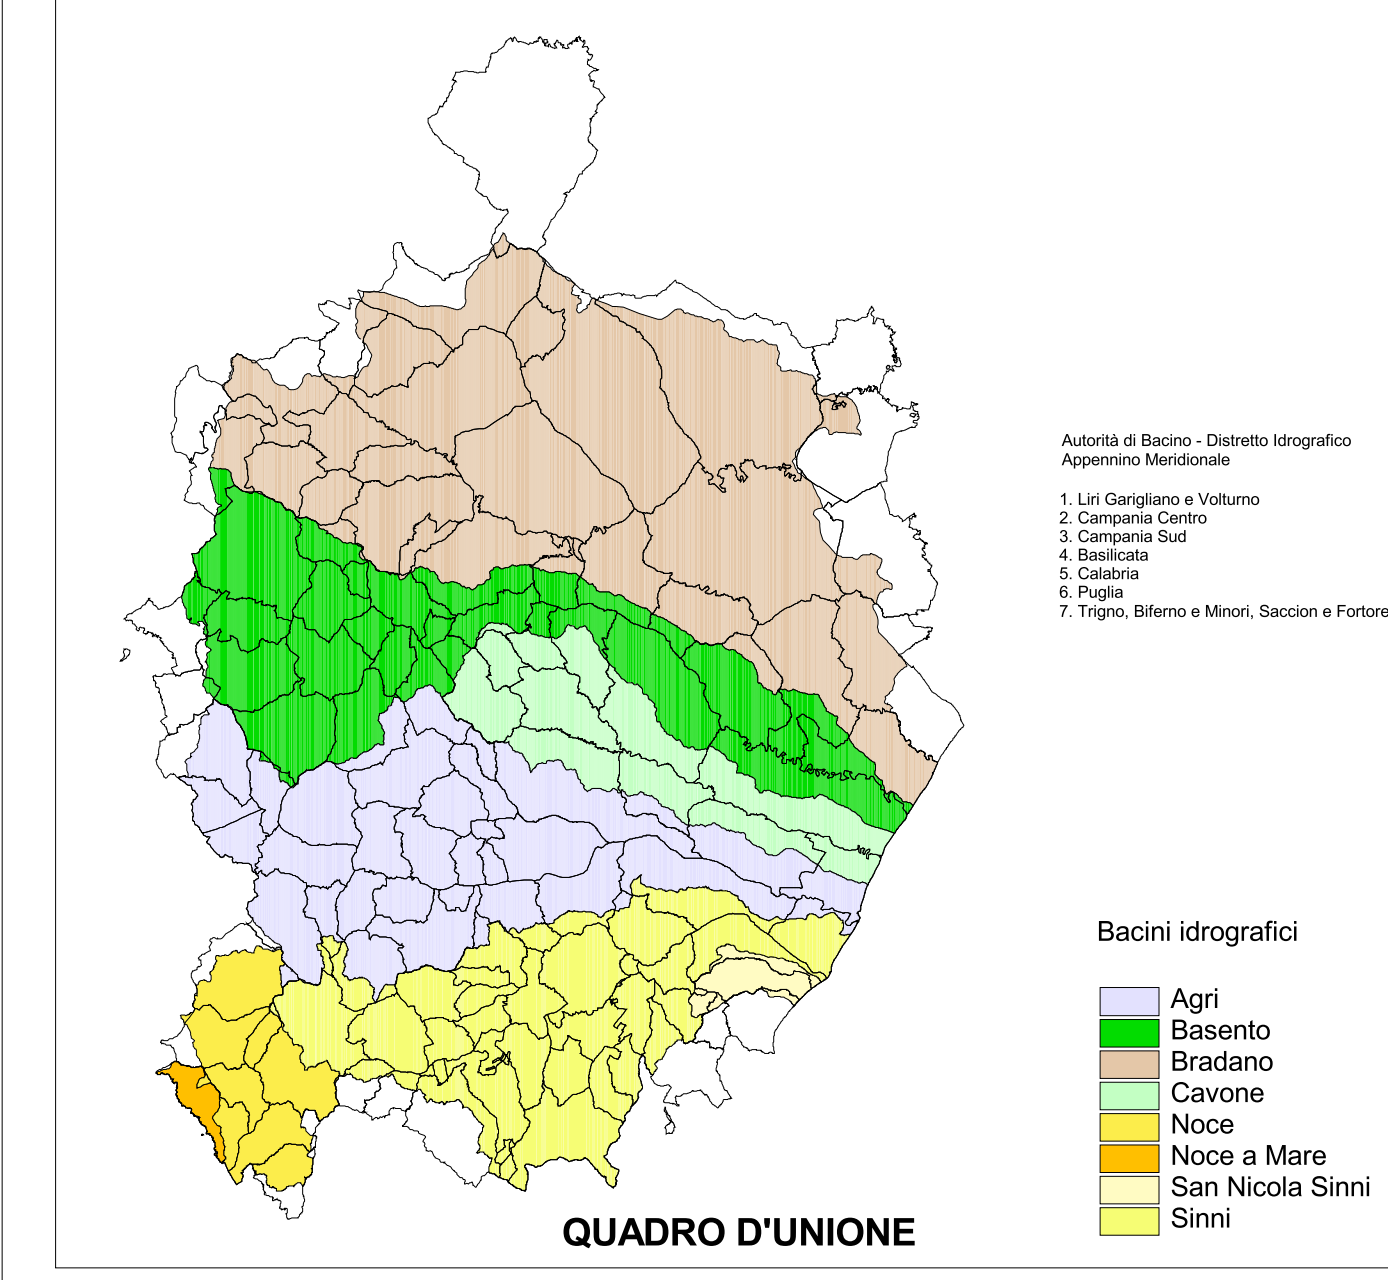 Autorità di Bacino - Distretto Idrografico
Appennino Meridionale
1. Liri Garigliano e Volturno
2. Campania Centro
3. Campania Sud
4. Basilicata
5. Calabria
6. Puglia
7. Trigno, Biferno e Minori, Saccion e Fortore
Bacini idrografici
Agri
Basento
Bradano
Cavone
Noce
Noce a Mare
San Nicola Sinni
Sinni
QUADRO D'UNIONE